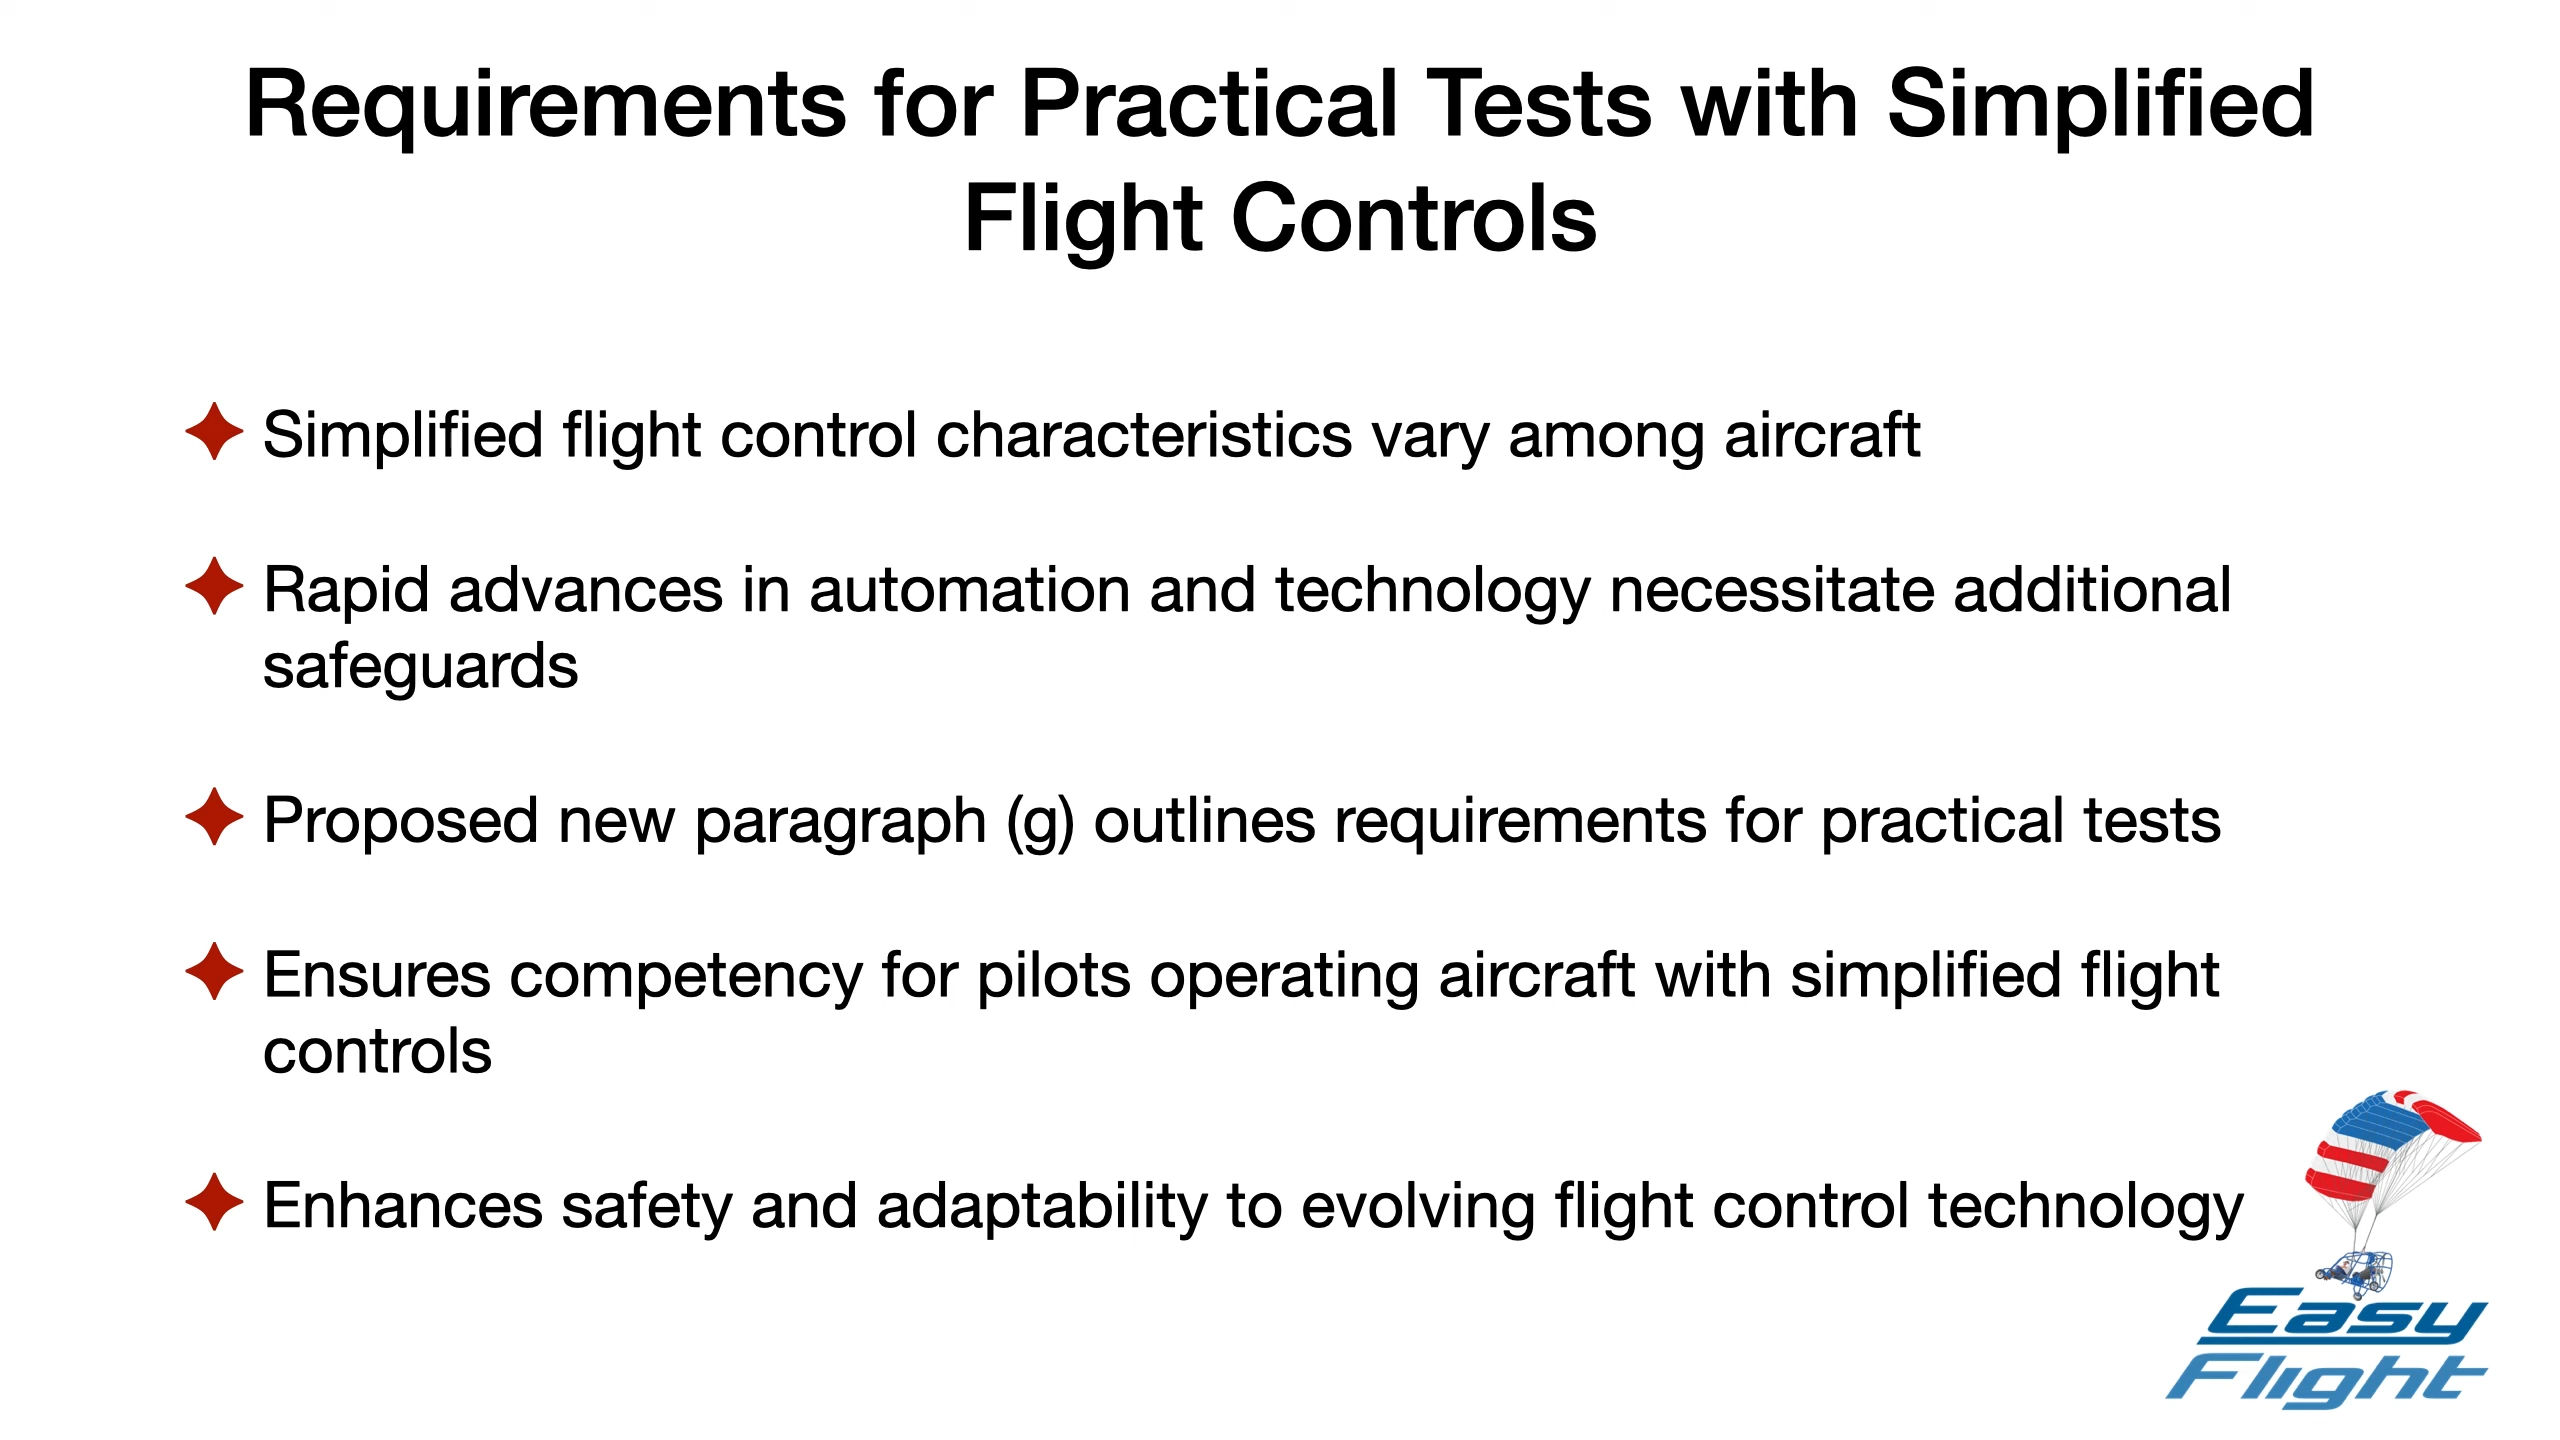 Requirements for Practical Tests with Simplified
Flight Controls
Simplified flight control characteristics vary among aircraft
Rapid advances in automation and technology necessitate additional
safeguards
Proposed new paragraph (g) outlines requirements for practical tests
Ensures competency for pilots operating aircraft with simplified flight
controls
Enhances safety and adaptability to evolving flight control technology
Easy
Flight